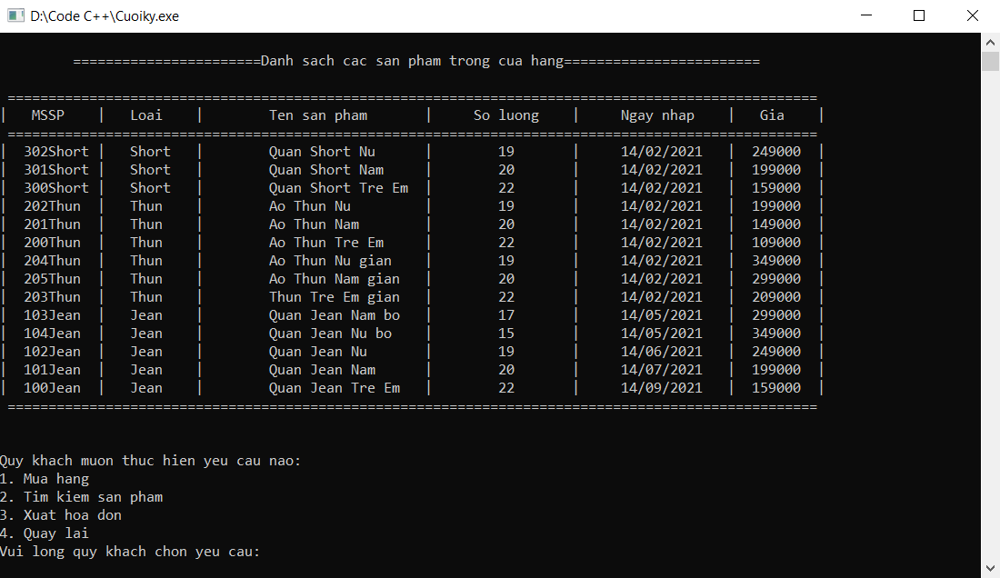 D:\Code C++\Cuoiky.exe
=======================Danh sach cac san pham trong cua hang========================
===================================================================================================
| MSSP | Loai | Ten san pham | So luong | Ngay nhap | Gia |
===================================================================================================
| 302Short | Short | Quan Short Nu | 19 | 14/02/2021 | 249000 |
| 301Short | Short | Quan Short Nam | 20 | 14/02/2021 | 199000 |
| 300Short | Short | Quan Short Tre Em | 22 | 14/02/2021 | 159000 |
| 202Thun | Thun | Ao Thun Nu | 19 | 14/02/2021 | 199000 |
| 201Thun | Thun | Ao Thun Nam | 20 | 14/02/2021 | 149000 |
| 200Thun | Thun | Ao Thun Tre Em | 22 | 14/02/2021 | 109000 |
| 204Thun | Thun | Ao Thun Nu gian | 19 | 14/02/2021 | 349000 |
| 205Thun | Thun | Ao Thun Nam gian | 20 | 14/02/2021 | 299000 |
| 203Thun | Thun | Thun Tre Em gian | 22 | 14/02/2021 | 209000 |
| 103Jean | Jean | Quan Jean Nam bo | 17 | 14/05/2021 | 299000 |
| 104Jean | Jean | Quan Jean Nu bo | 15 | 14/05/2021 | 349000 |
| 102Jean | Jean | Quan Jean Nu | 19 | 14/06/2021 | 249000 |
| 101Jean | Jean | Quan Jean Nam | 20 | 14/07/2021 | 199000 |
| 100Jean | Jean | Quan Jean Tre Em | 22 | 14/09/2021 | 159000 |
===================================================================================================
Quy khach muon thuc hien yeu cau nao:
1. Mua hang
2. Tim kiem san pham
3. Xuat hoa don
4. Quay lai
Vui long quy khach chon yeu cau: